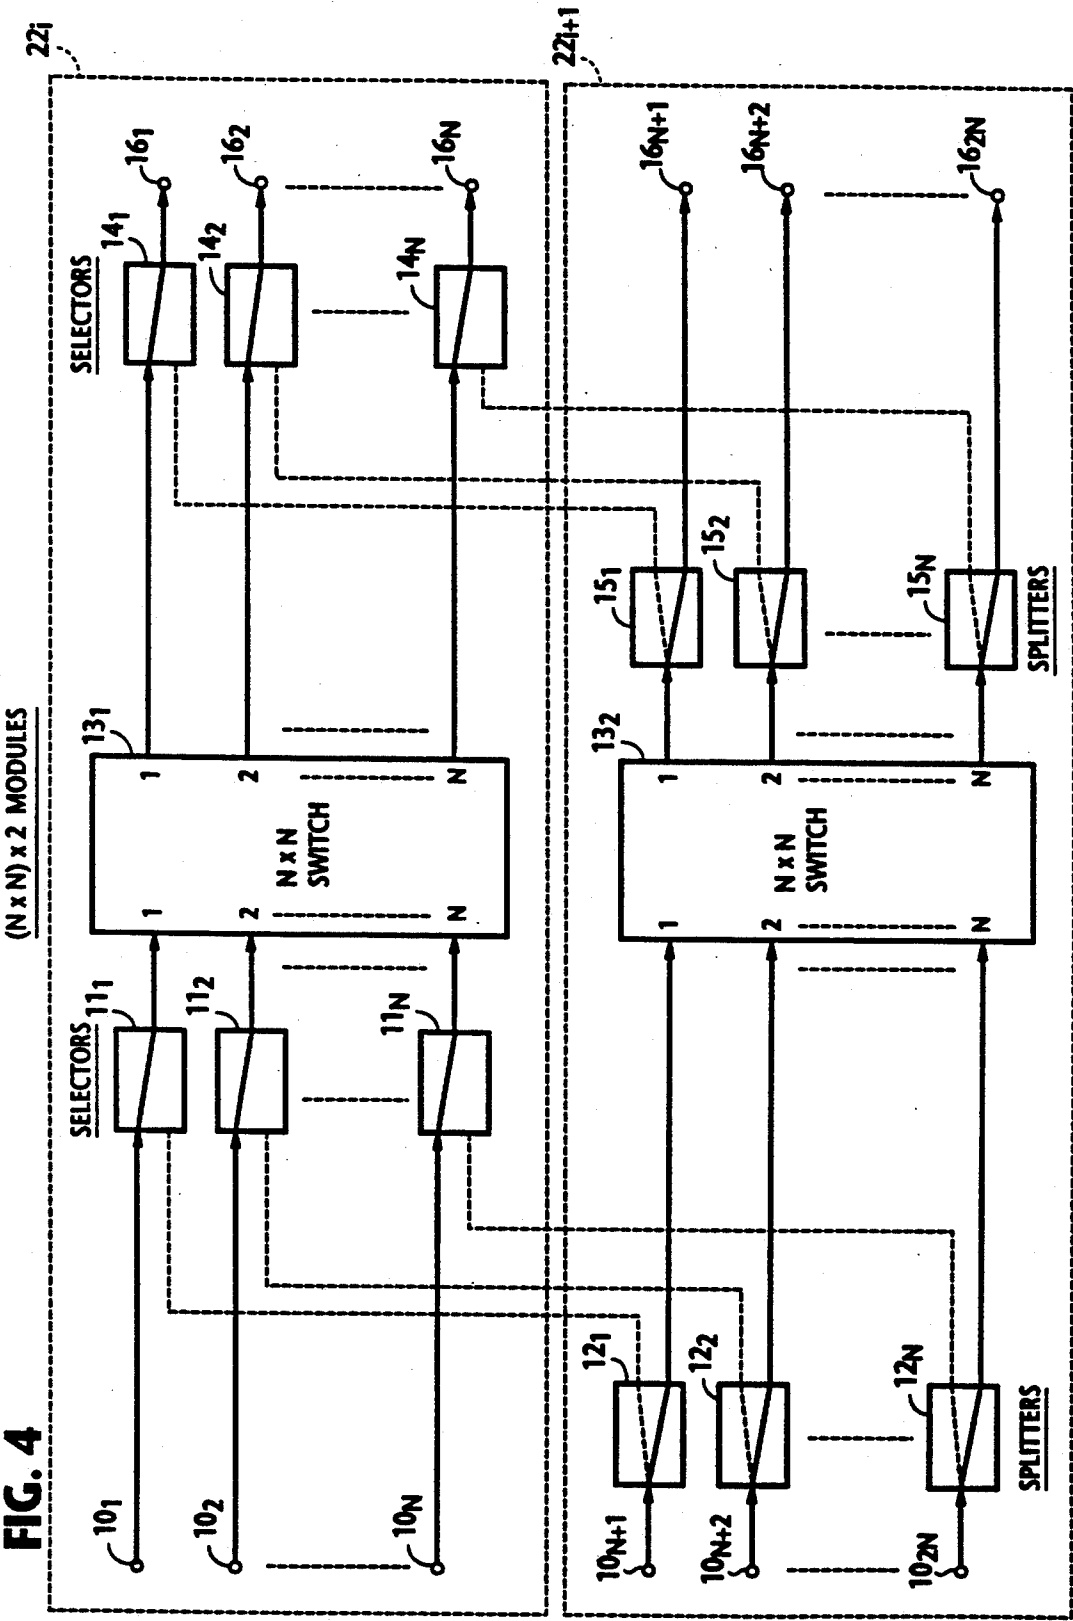 FIG. 4
(N x N) x 2 MODULES
22i
SELECTORS
SELECTORS
10₁
11₁
13₁
14₁
16₁
1
1
10₂
11₂
14₂
16₂
2
2
N x N
SWITCH
10N
11N
14N
16N
N
N
22i+1
10N+1
12₁
13₂
15₁
16N+1
1
1
10N+2
12₂
15₂
16N+2
2
2
N x N
SWITCH
10₂N
12N
15N
16₂N
N
N
SPLITTERS
SPLITTERS